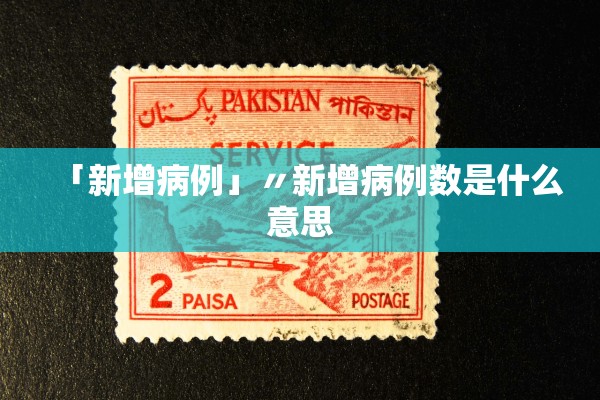 پاکستان PAKISTAN পাকিস্তান
SERVICE
「新增病例」〃新增病例数是什么
意思
2 PAISA POSTAGE